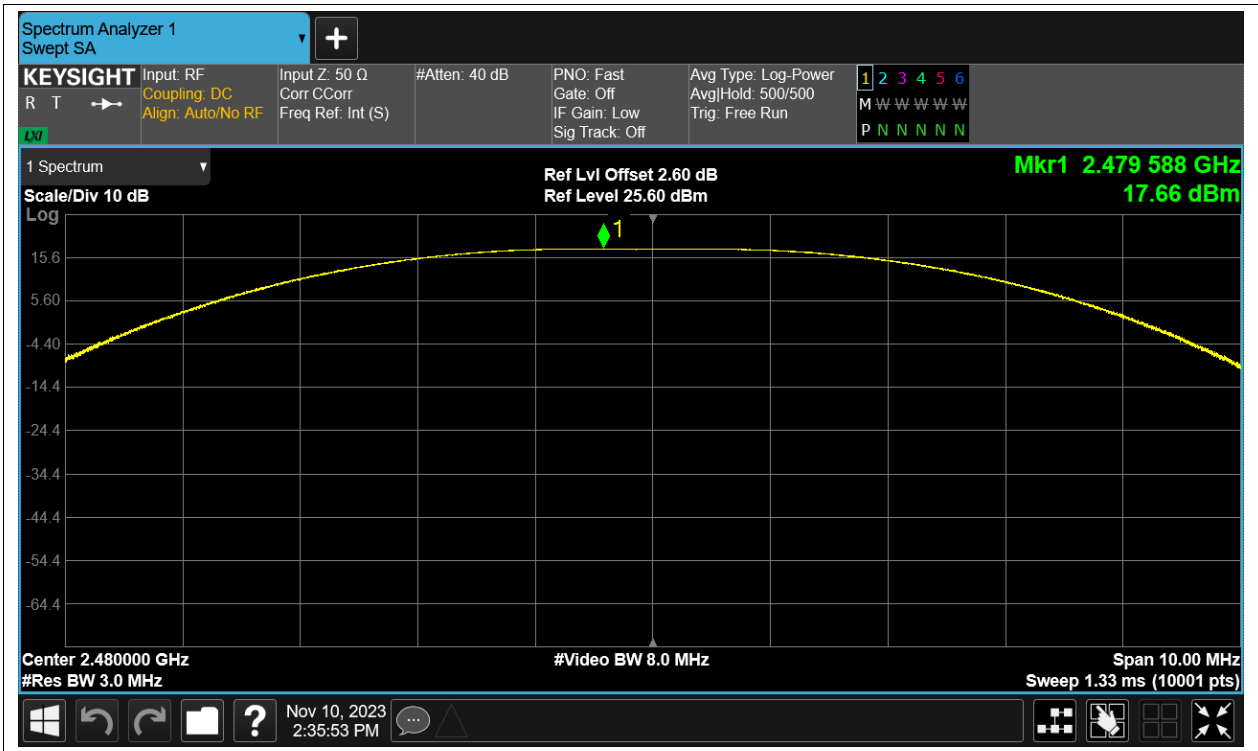 Spectrum Analyzer 1
Swept SA
KEYSIGHT
R T
LXI
Input: RF
Coupling: DC
Align: Auto/No RF
Input Z: 50 Ω
Corr CCorr
Freq Ref: Int (S)
#Atten: 40 dB
PNO: Fast
Gate: Off
IF Gain: Low
Sig Track: Off
Avg Type: Log-Power
Avg|Hold: 500/500
Trig: Free Run
1 2 3 4 5 6
M W W W W W
P N N N N N
1 Spectrum
Scale/Div 10 dB
Ref Lvl Offset 2.60 dB
Ref Level 25.60 dBm
Mkr1 2.479 588 GHz
17.66 dBm
Log
1
15.6
5.60
-4.40
-14.4
-24.4
-34.4
-44.4
-54.4
-64.4
Center 2.480000 GHz
#Video BW 8.0 MHz
Span 10.00 MHz
#Res BW 3.0 MHz
Sweep 1.33 ms (10001 pts)
?
Nov 10, 2023
2:35:53 PM